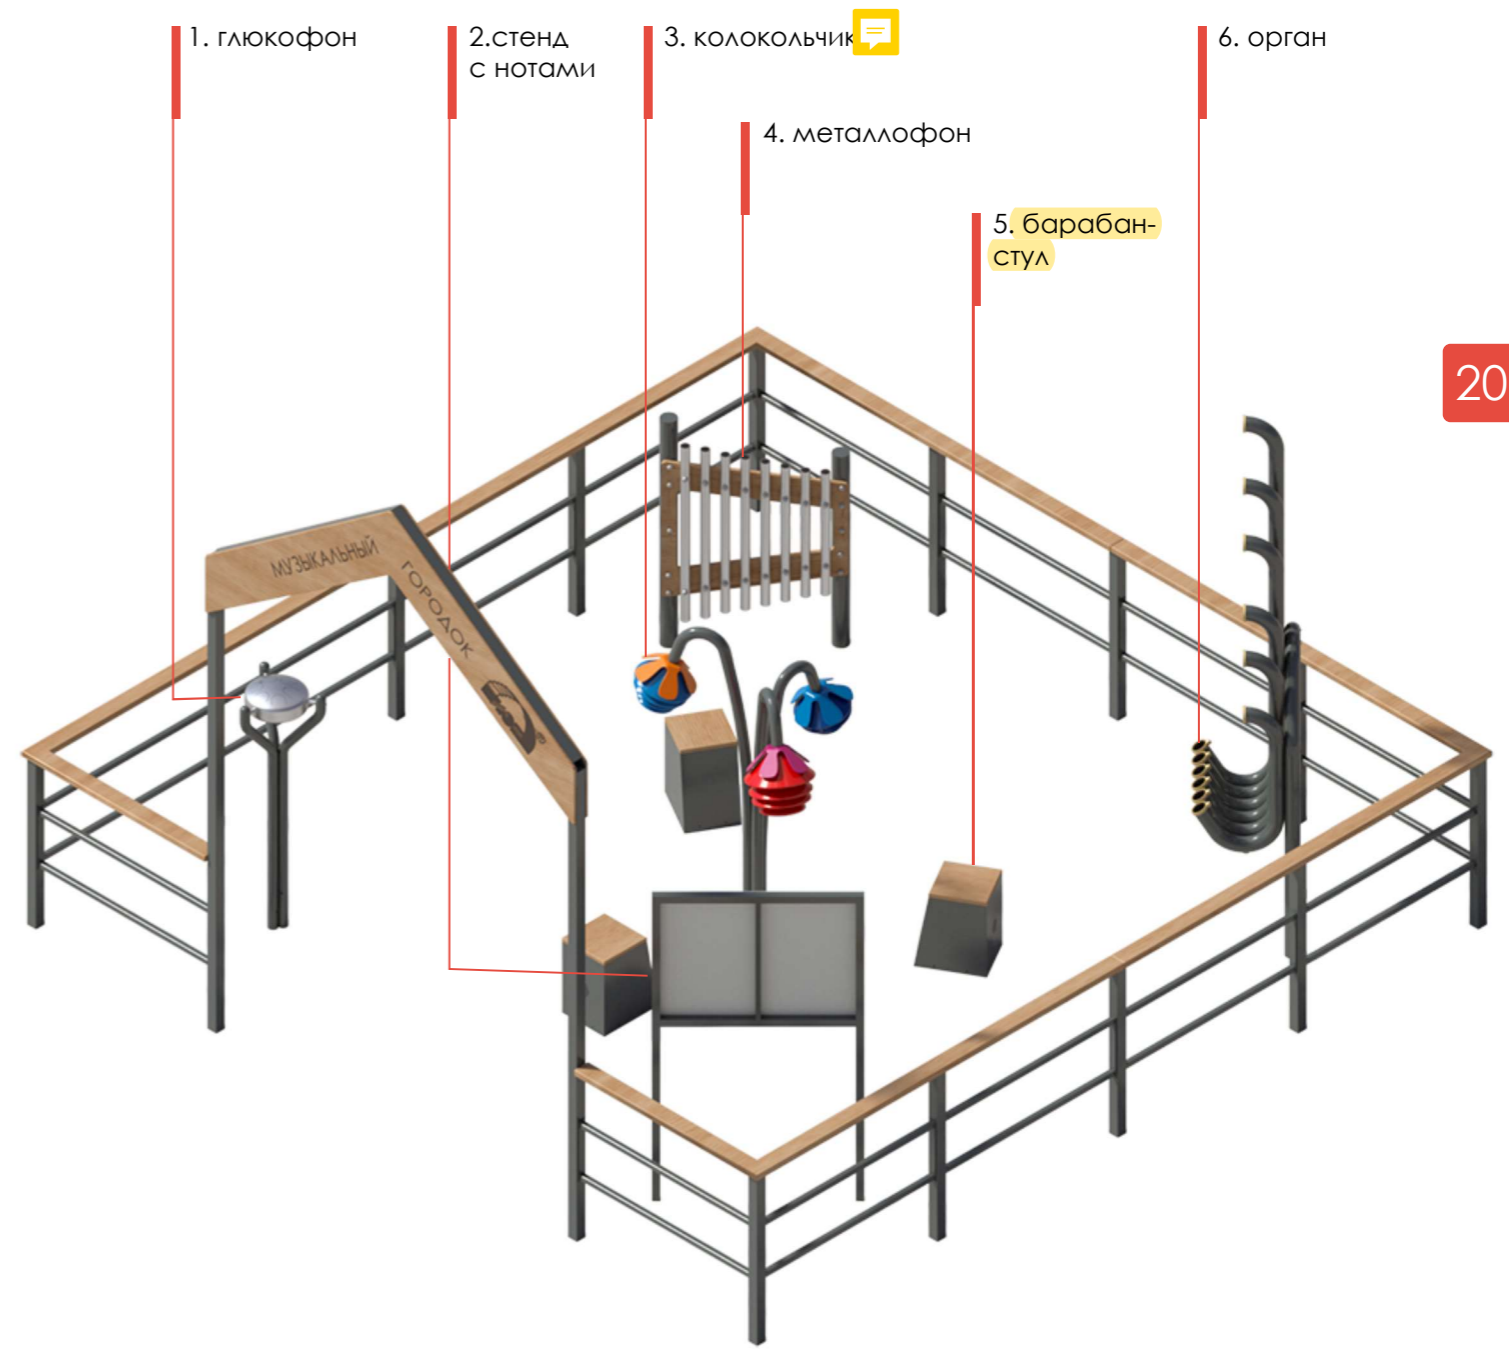 1. глюкофон
2.стенд
с нотами
3. колокольчик
6. орган
4. металлофон
5. барабан-
стул
20
МУЗЫКАЛЬНЫЙ
ГОРОДОК